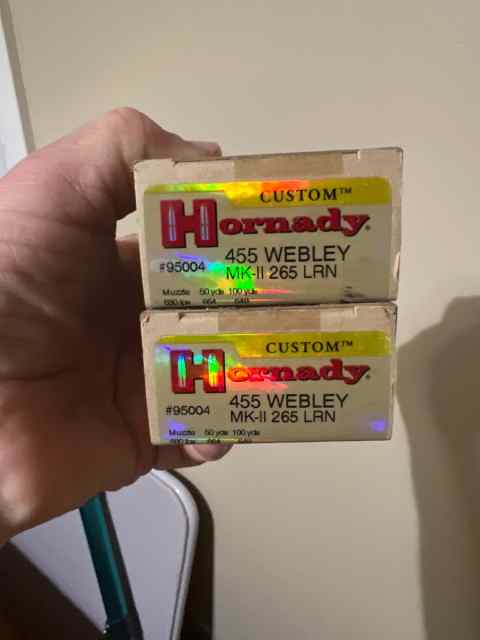 CUSTOM™
Hornady®
455 WEBLEY
#95004 MK-II 265 LRN
Muzzle 50 yds 100 yds
CUSTOM™
Hornady®
455 WEBLEY
#95004 MK-II 265 LRN
Muzzle 50 yds 100 yds